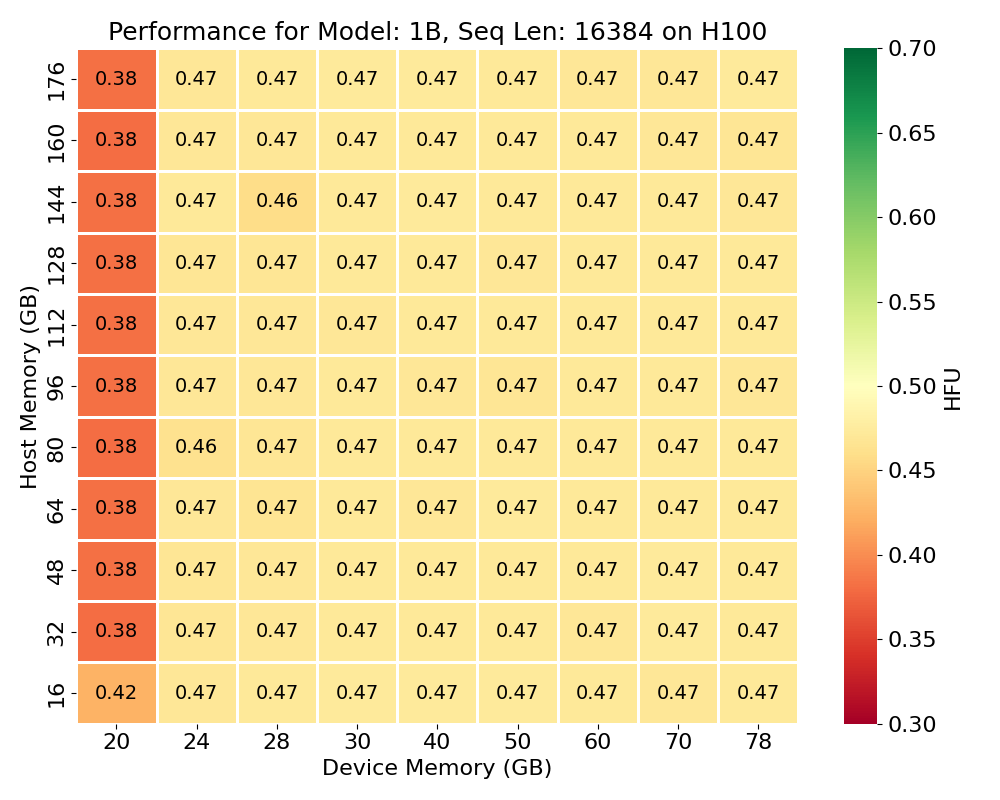 Performance for Model: 1B, Seq Len: 16384 on H100
176 0.38 0.47 0.47 0.47 0.47 0.47 0.47 0.47 0.47
160 0.38 0.47 0.47 0.47 0.47 0.47 0.47 0.47 0.47
144 0.38 0.47 0.46 0.47 0.47 0.47 0.47 0.47 0.47
128 0.38 0.47 0.47 0.47 0.47 0.47 0.47 0.47 0.47
112 0.38 0.47 0.47 0.47 0.47 0.47 0.47 0.47 0.47
96 0.38 0.47 0.47 0.47 0.47 0.47 0.47 0.47 0.47
80 0.38 0.46 0.47 0.47 0.47 0.47 0.47 0.47 0.47
64 0.38 0.47 0.47 0.47 0.47 0.47 0.47 0.47 0.47
48 0.38 0.47 0.47 0.47 0.47 0.47 0.47 0.47 0.47
32 0.38 0.47 0.47 0.47 0.47 0.47 0.47 0.47 0.47
16 0.42 0.47 0.47 0.47 0.47 0.47 0.47 0.47 0.47
20 24 28 30 40 50 60 70 78
Device Memory (GB)
Host Memory (GB)
0.70
0.65
0.60
0.55
0.50
0.45
0.40
0.35
0.30
HFU